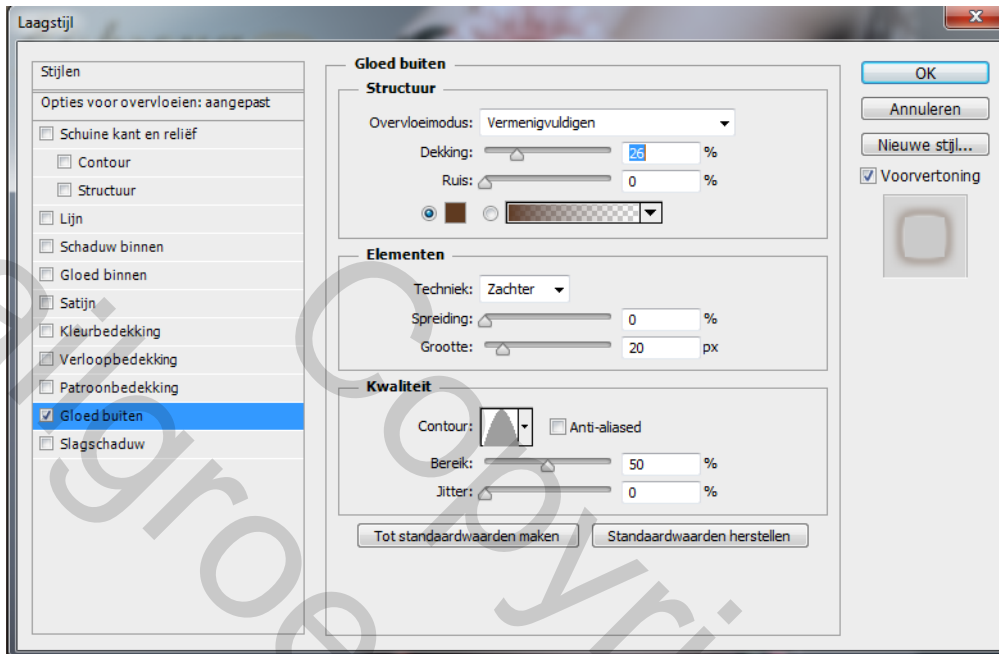 Laagstijl
Stijlen
Opties voor overvloeien: aangepast
Schuine kant en reliëf
Contour
Structuur
Lijn
Schaduw binnen
Gloed binnen
Satijn
Kleurbedekking
Verloopbedekking
Patroonbedekking
Gloed buiten
Slagschaduw
Gloed buiten
Structuur
Overvloeimodus: Vermenigvuldigen
Dekking: 26 %
Ruis: 0 %
Elementen
Techniek: Zachter
Spreiding: 0 %
Grootte: 20 px
Kwaliteit
Contour: Anti-aliased
Bereik: 50 %
Jitter: 0 %
Tot standaardwaarden maken Standaardwaarden herstellen
OK
Annuleren
Nieuwe stijl...
Voorvertoning